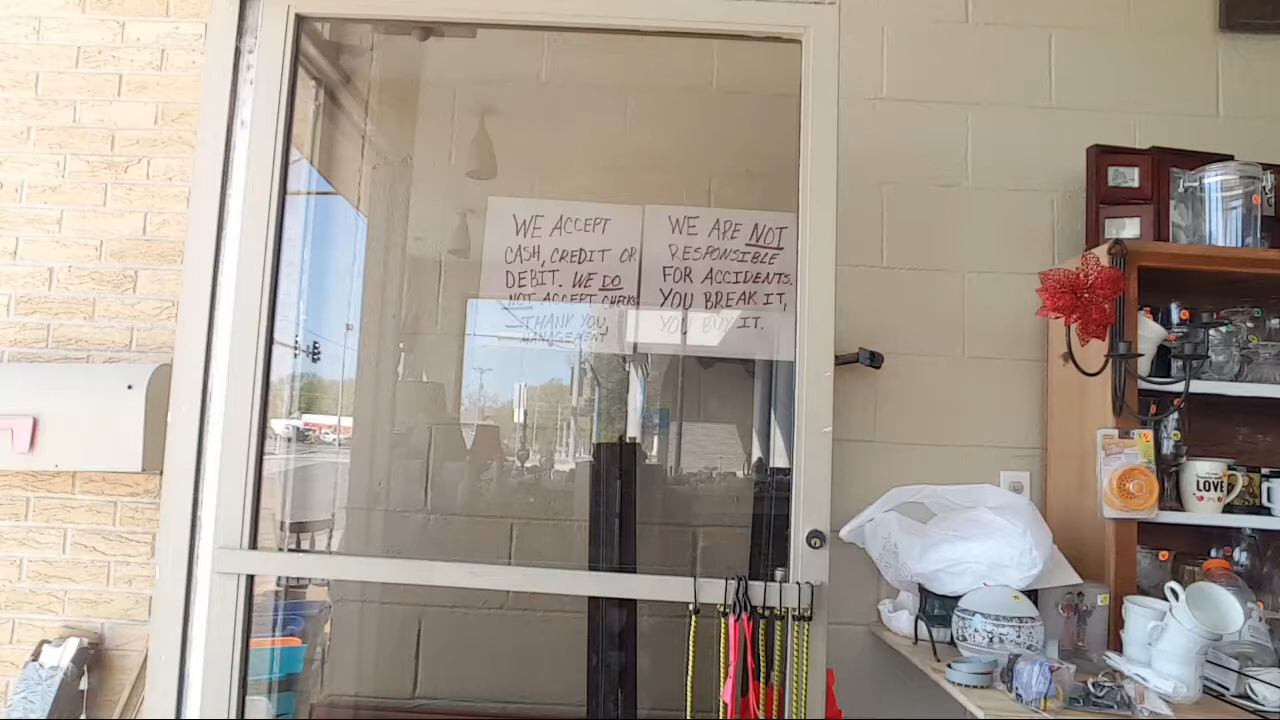 WE ACCEPT
CASH, CREDIT OR
DEBIT. WE DO
NOT ACCEPT CHECKS
THANK YOU,
MANAGEMENT
WE ARE NOT
RESPONSIBLE
FOR ACCIDENTS.
YOU BREAK IT,
YOU BUY IT.
LOVE